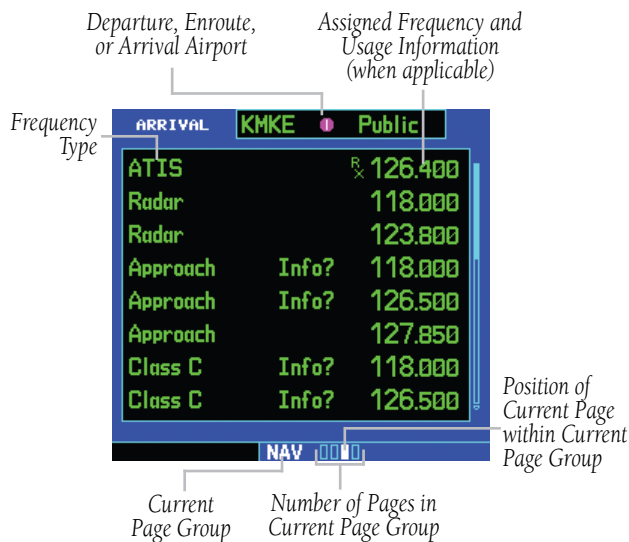 Departure, Enroute,
or Arrival Airport
Assigned Frequency and
Usage Information
(when applicable)
Frequency
Type
ARRIVAL KMKE Public
ATIS Rx 126.400
Radar 118.000
Radar 123.800
Approach Info? 118.000
Approach Info? 126.500
Approach 127.850
Class C Info? 118.000
Class C Info? 126.500
Position of
Current Page
within Current
Page Group
NAV
Current
Page Group
Number of Pages in
Current Page Group